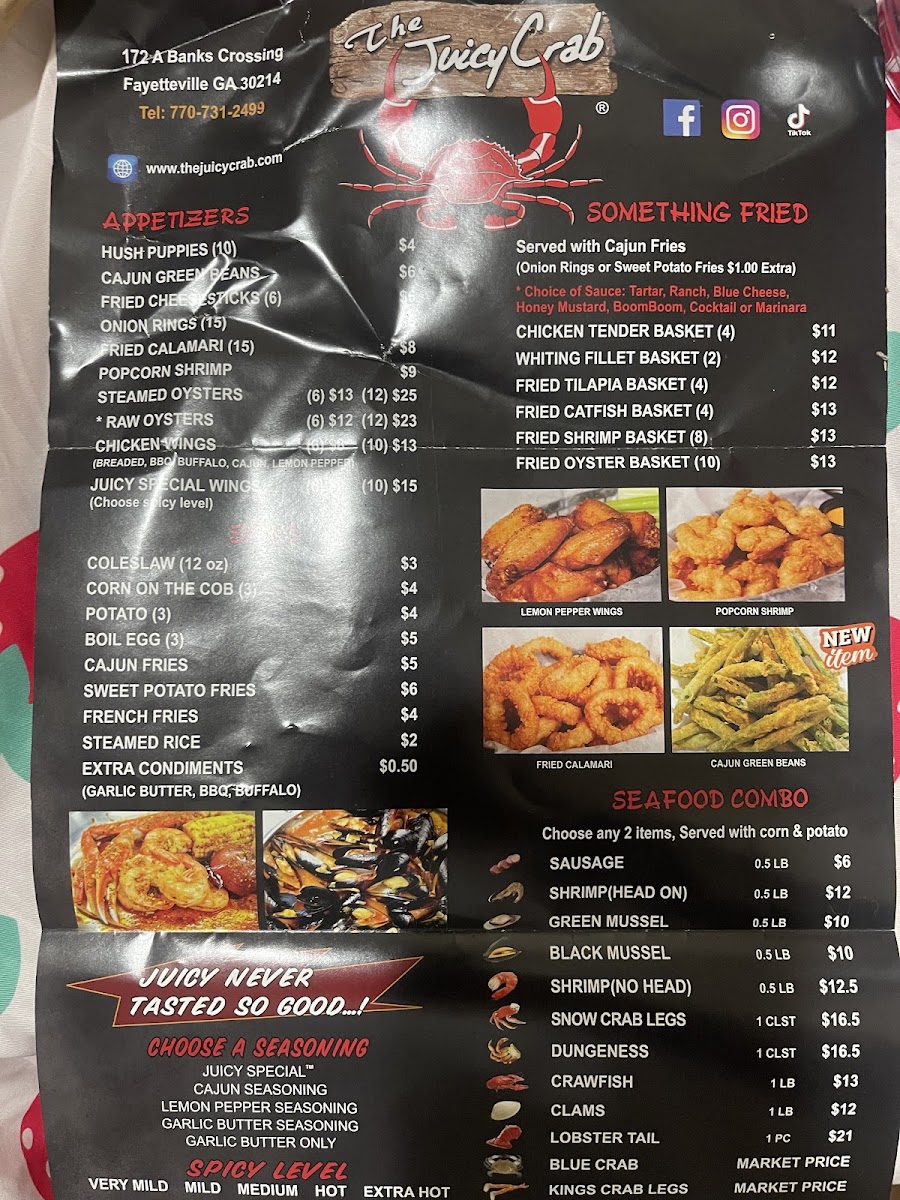 The Juicy Crab
®
172 A Banks Crossing
Fayetteville GA 30214
Tel: 770-731-2499
www.thejuicycrab.com
TikTok
APPETIZERS
HUSH PUPPIES (10) $4
CAJUN GREEN BEANS $6
FRIED CHEESESTICKS (6) $6
ONION RINGS (15)
FRIED CALAMARI (15) $8
POPCORN SHRIMP $9
STEAMED OYSTERS (6) $13 (12) $25
* RAW OYSTERS (6) $12 (12) $23
CHICKEN WINGS (10) $13
(BREADED, BBQ, BUFFALO, CAJUN, LEMON PEPPER)
JUICY SPECIAL WINGS (10) $15
(Choose spicy level)
COLESLAW (12 oz) $3
CORN ON THE COB (3) $4
POTATO (3) $4
BOIL EGG (3) $5
CAJUN FRIES $5
SWEET POTATO FRIES $6
FRENCH FRIES $4
STEAMED RICE $2
EXTRA CONDIMENTS $0.50
(GARLIC BUTTER, BBQ, BUFFALO)
JUICY NEVER
TASTED SO GOOD...!
CHOOSE A SEASONING
JUICY SPECIAL™
CAJUN SEASONING
LEMON PEPPER SEASONING
GARLIC BUTTER SEASONING
GARLIC BUTTER ONLY
SPICY LEVEL
VERY MILD MILD MEDIUM HOT EXTRA HOT
SOMETHING FRIED
Served with Cajun Fries
(Onion Rings or Sweet Potato Fries $1.00 Extra)
* Choice of Sauce: Tartar, Ranch, Blue Cheese,
Honey Mustard, BoomBoom, Cocktail or Marinara
CHICKEN TENDER BASKET (4) $11
WHITING FILLET BASKET (2) $12
FRIED TILAPIA BASKET (4) $12
FRIED CATFISH BASKET (4) $13
FRIED SHRIMP BASKET (8) $13
FRIED OYSTER BASKET (10) $13
LEMON PEPPER WINGS
POPCORN SHRIMP
NEW
item
FRIED CALAMARI
CAJUN GREEN BEANS
SEAFOOD COMBO
Choose any 2 items, Served with corn & potato
SAUSAGE 0.5 LB $6
SHRIMP(HEAD ON) 0.5 LB $12
GREEN MUSSEL 0.5 LB $10
BLACK MUSSEL 0.5 LB $10
SHRIMP(NO HEAD) 0.5 LB $12.5
SNOW CRAB LEGS 1 CLST $16.5
DUNGENESS 1 CLST $16.5
CRAWFISH 1 LB $13
CLAMS 1 LB $12
LOBSTER TAIL 1 PC $21
BLUE CRAB MARKET PRICE
KINGS CRAB LEGS MARKET PRICE